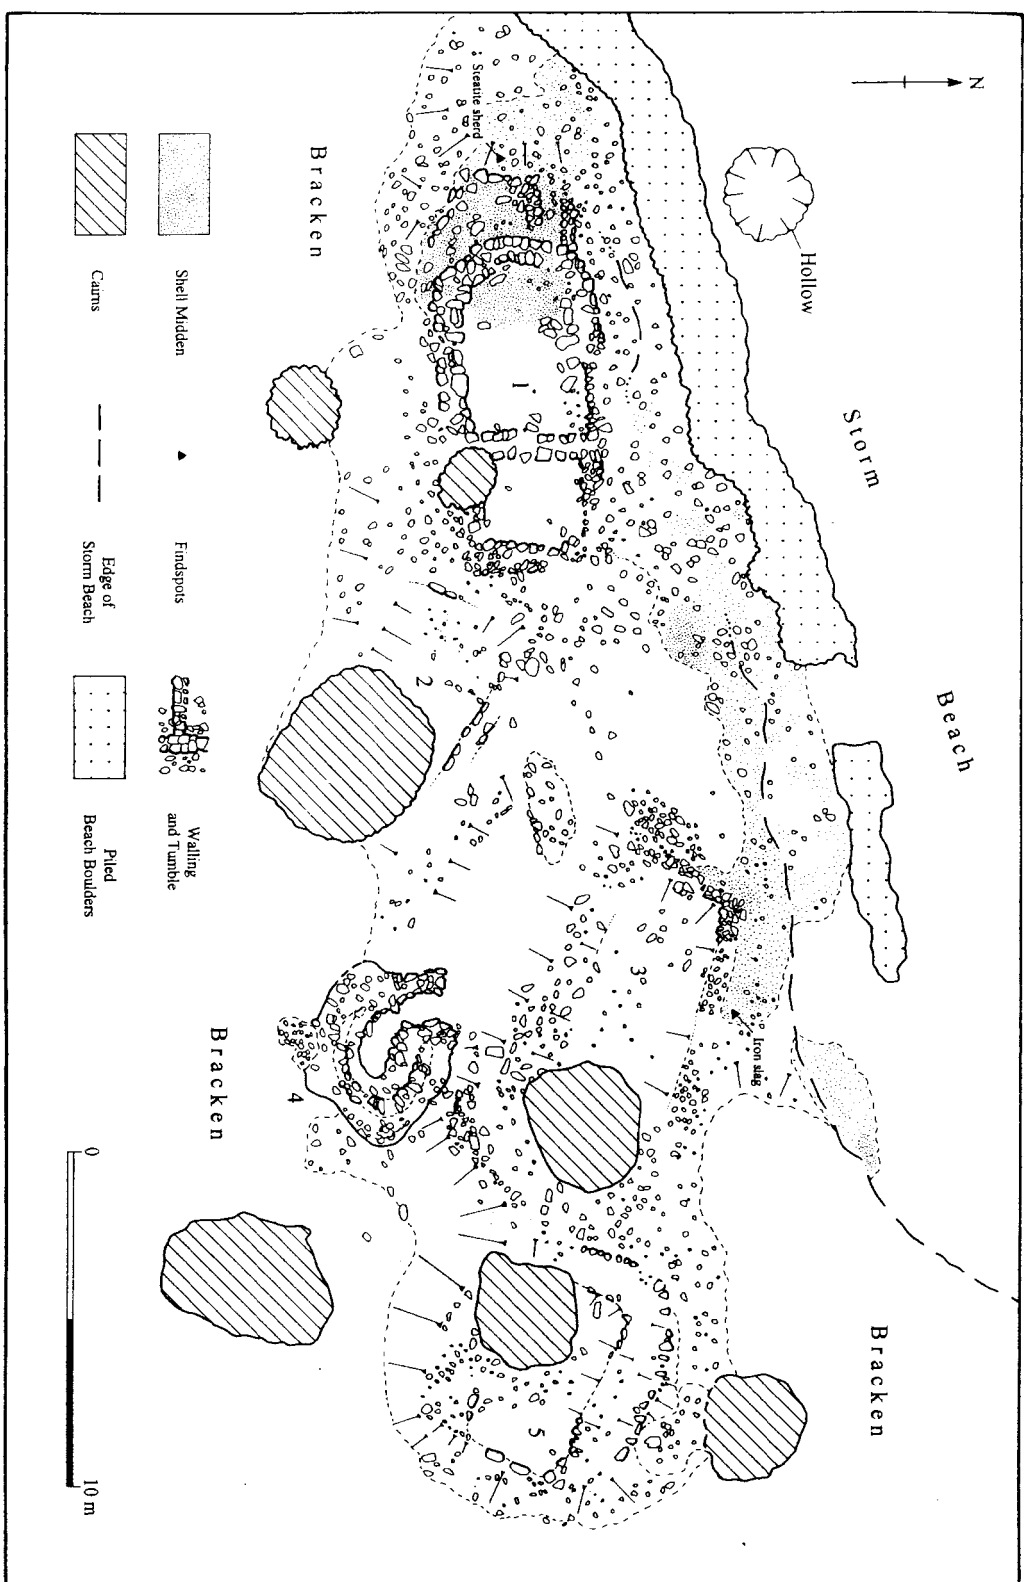 N
Hollow
Storm
Beach
Bracken
Steatite sherd
1
2
3
Iron slag
4
5
Bracken
Bracken
Shell Midden
Findspots
Walling
and Tumble
Cairns
Edge of
Storm Beach
Piled
Beach Boulders
0
10 m